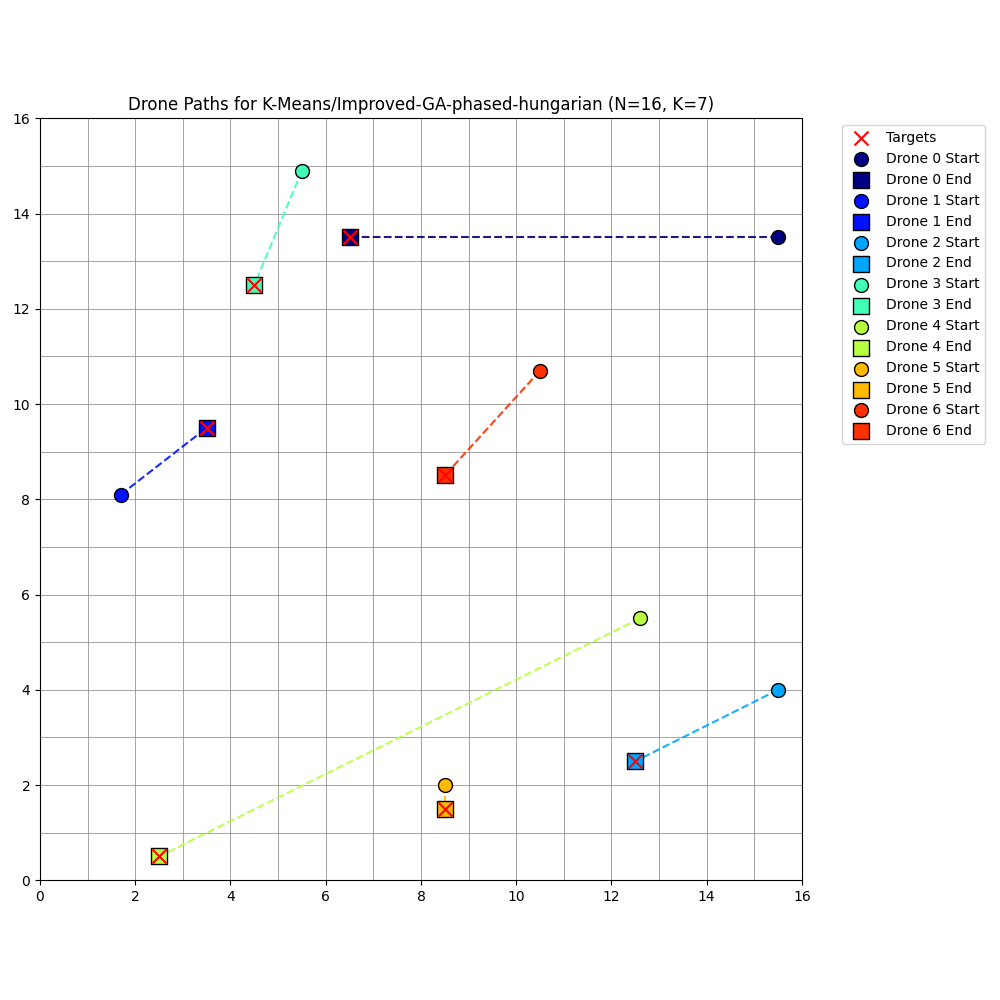 Drone Paths for K-Means/Improved-GA-phased-hungarian (N=16, K=7)
16
14
12
10
8
6
4
2
0
0 2 4 6 8 10 12 14 16
Targets
Drone 0 Start
Drone 0 End
Drone 1 Start
Drone 1 End
Drone 2 Start
Drone 2 End
Drone 3 Start
Drone 3 End
Drone 4 Start
Drone 4 End
Drone 5 Start
Drone 5 End
Drone 6 Start
Drone 6 End